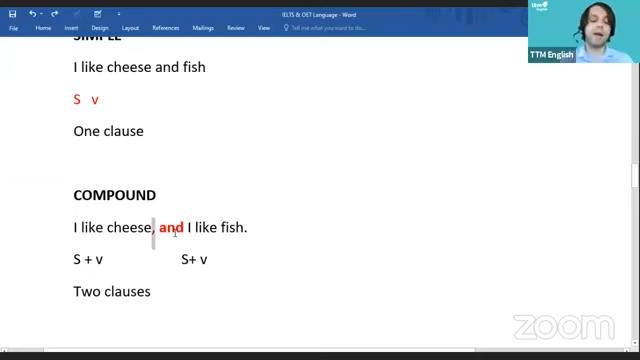 IELTS & OET Language - Word
File Home Insert Design Layout References Mailings Review View Tell me what you want to do...
ttm
English
TTM English
SIMPLE
I like cheese and fish
S v
One clause
COMPOUND
I like cheese, and I like fish.
S + v S+ v
Two clauses
zoom